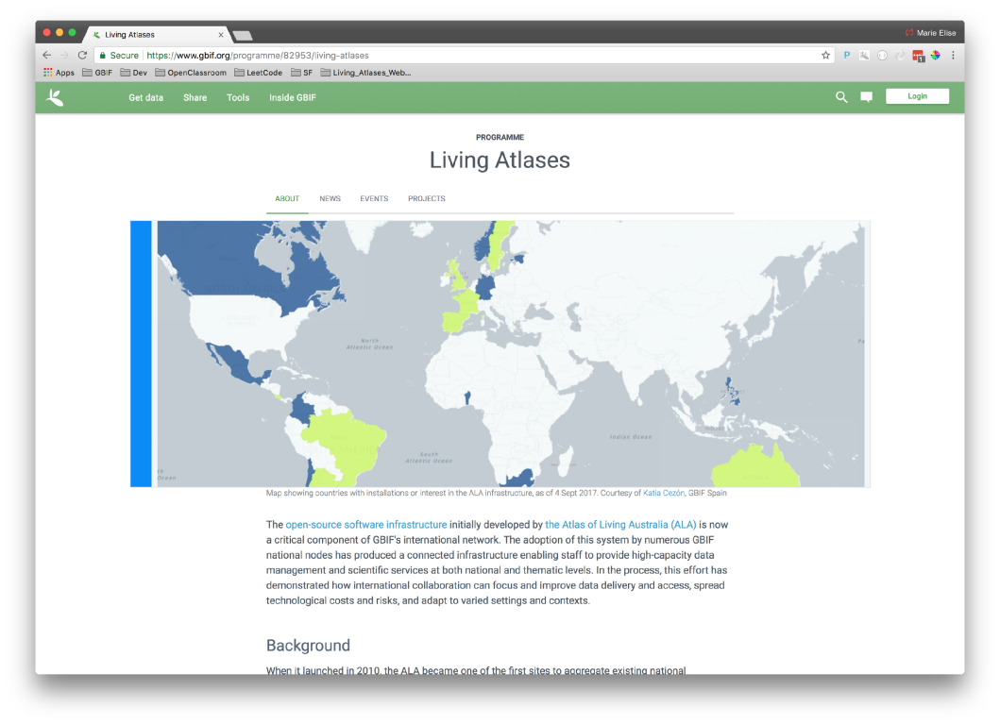 Living Atlases
Marie Elise
Secure https://www.gbif.org/programme/82953/living-atlases
Apps GBIF Dev OpenClassroom LeetCode SF Living_Atlases_Web...
Get data Share Tools Inside GBIF Login
PROGRAMME
Living Atlases
ABOUT NEWS EVENTS PROJECTS
North
Atlantic Ocean
South
Atlantic Ocean
Indian Ocean
Ocean
Map showing countries with installations or interest in the ALA infrastructure, as of 4 Sept 2017. Courtesy of Katia Cezón, GBIF Spain
The open-source software infrastructure initially developed by the Atlas of Living Australia (ALA) is now
a critical component of GBIF's international network. The adoption of this system by numerous GBIF
national nodes has produced a connected infrastructure enabling staff to provide high-capacity data
management and scientific services at both national and thematic levels. In the process, this effort has
demonstrated how international collaboration can focus and improve data delivery and access, spread
technological costs and risks, and adapt to varied settings and contexts.
Background
When it launched in 2010, the ALA became one of the first sites to aggregate existing national